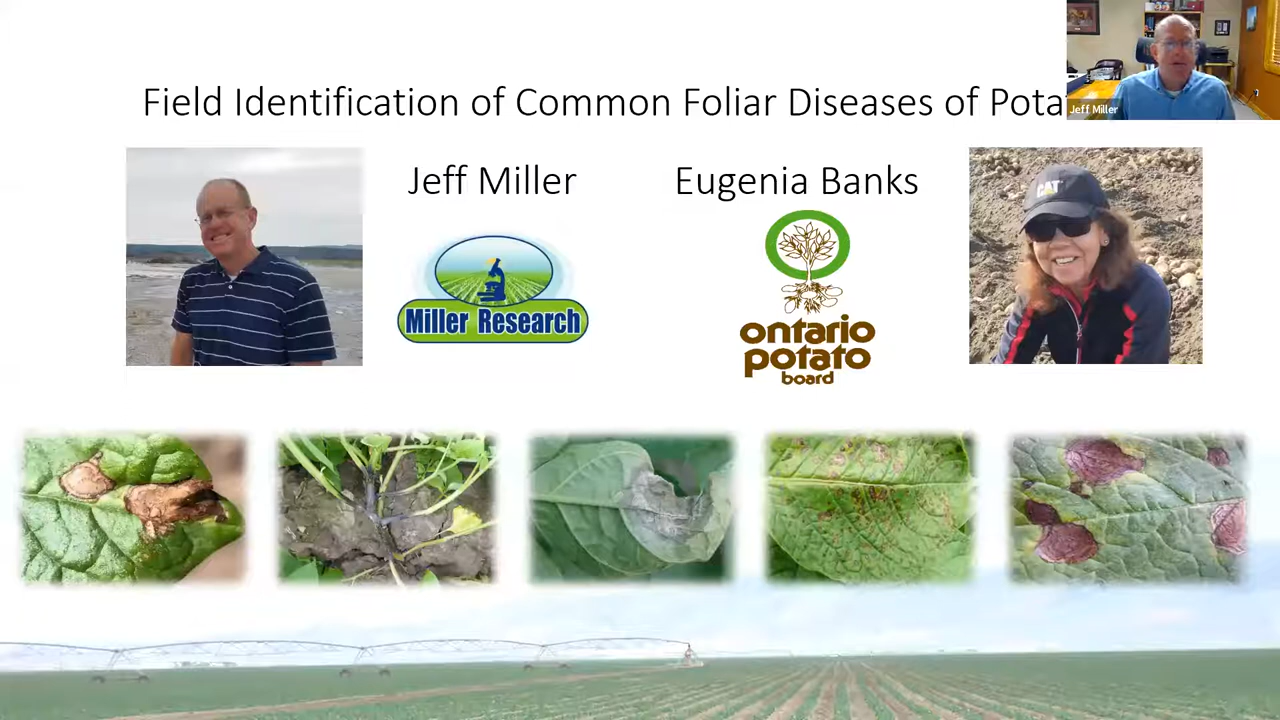 Field Identification of Common Foliar Diseases of Pota
Jeff Miller
Jeff Miller
Eugenia Banks
Miller Research
ontario
potato
board
CAT